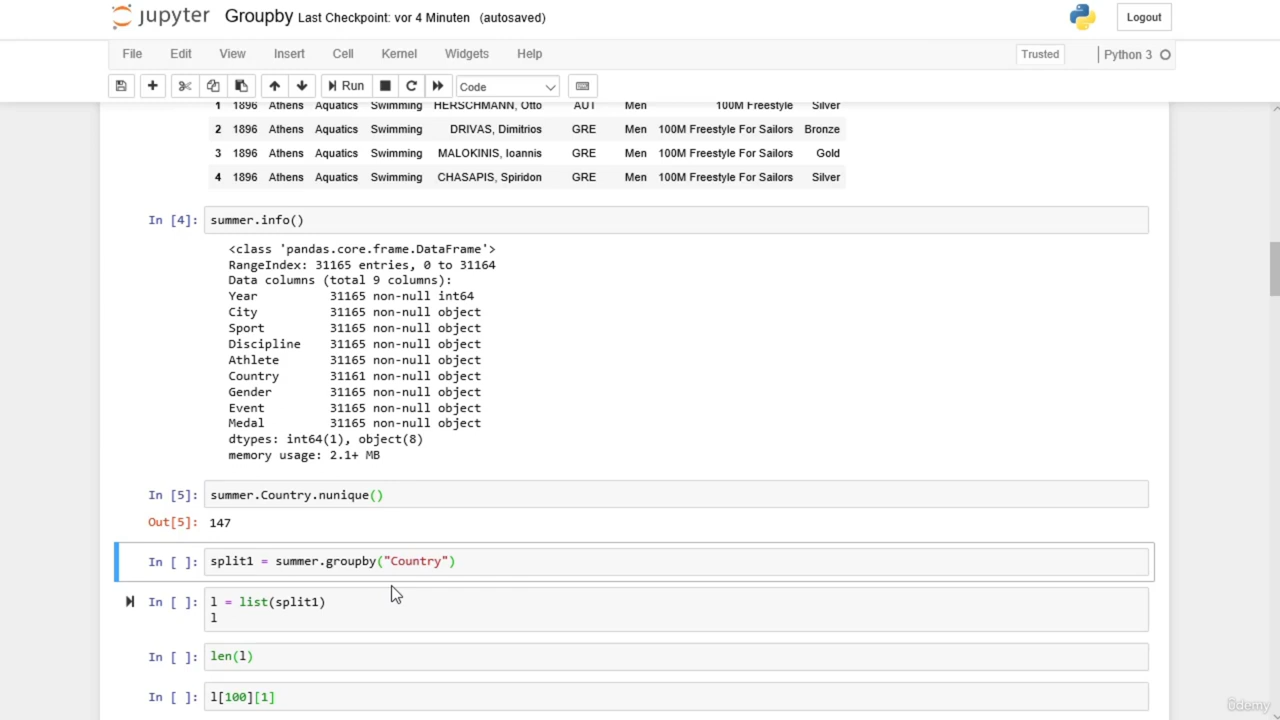 jupyter Groupby Last Checkpoint: vor 4 Minuten (autosaved) Logout
File Edit View Insert Cell Kernel Widgets Help Trusted Python 3
Run Code
1 1896 Athens Aquatics Swimming HERSCHMANN, Otto AUT Men 100M Freestyle Silver
2 1896 Athens Aquatics Swimming DRIVAS, Dimitrios GRE Men 100M Freestyle For Sailors Bronze
3 1896 Athens Aquatics Swimming MALOKINIS, Ioannis GRE Men 100M Freestyle For Sailors Gold
4 1896 Athens Aquatics Swimming CHASAPIS, Spiridon GRE Men 100M Freestyle For Sailors Silver
In [4]: summer.info()
<class 'pandas.core.frame.DataFrame'>
RangeIndex: 31165 entries, 0 to 31164
Data columns (total 9 columns):
Year 31165 non-null int64
City 31165 non-null object
Sport 31165 non-null object
Discipline 31165 non-null object
Athlete 31165 non-null object
Country 31161 non-null object
Gender 31165 non-null object
Event 31165 non-null object
Medal 31165 non-null object
dtypes: int64(1), object(8)
memory usage: 2.1+ MB
In [5]: summer.Country.nunique()
Out[5]: 147
In [ ]: split1 = summer.groupby("Country")
In [ ]: l = list(split1)
l
In [ ]: len(l)
In [ ]: l[100][1]
ûdemy